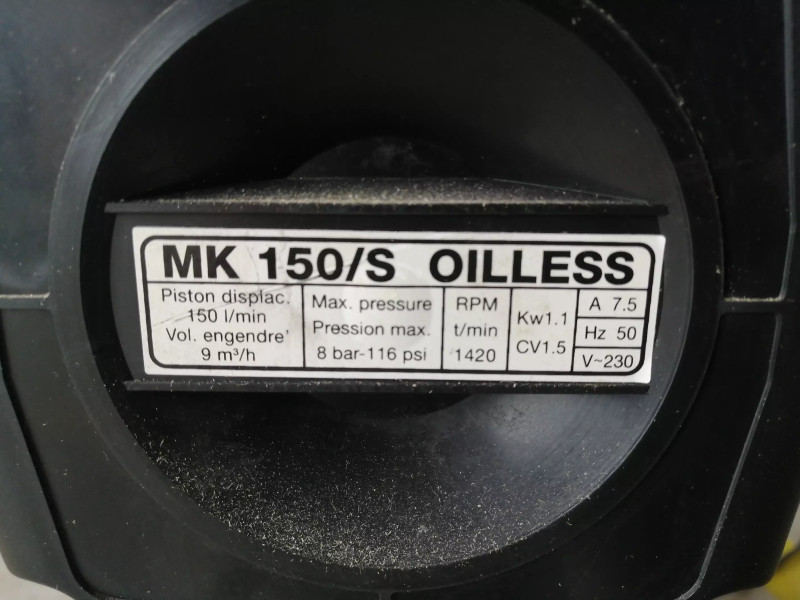 MK 150/S OILLESS
Piston displac.
150 l/min
Vol. engendre'
9 m³/h
Max. pressure
Pression max.
8 bar-116 psi
RPM
t/min
1420
Kw1.1
CV1.5
A 7.5
Hz 50
V~230